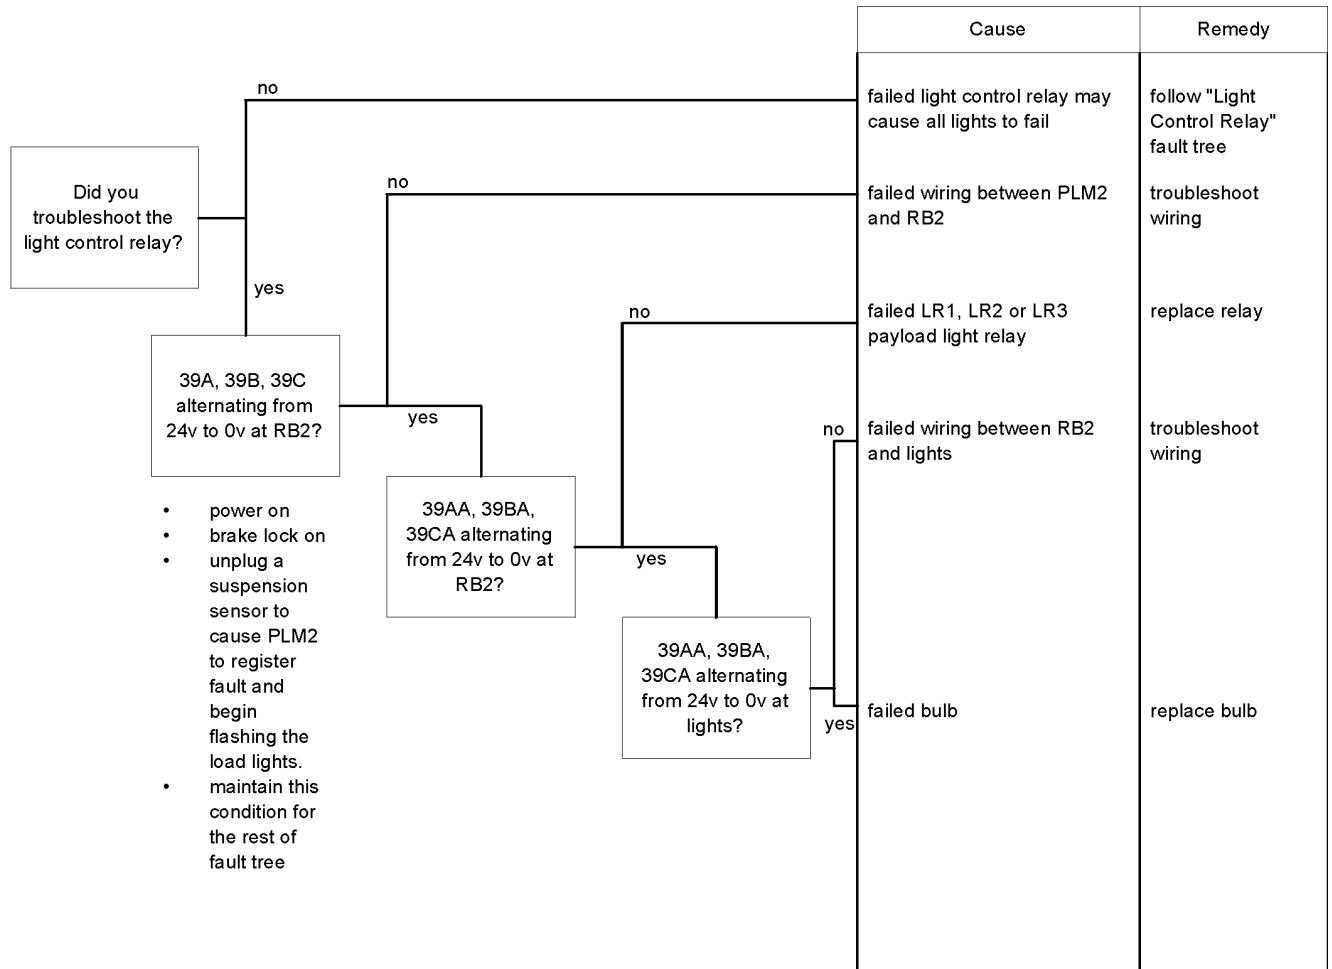 Cause
Remedy
no
failed light control relay may
cause all lights to fail
follow "Light
Control Relay"
fault tree
Did you
troubleshoot the
light control relay?
no
failed wiring between PLM2
and RB2
troubleshoot
wiring
yes
no
failed LR1, LR2 or LR3
payload light relay
replace relay
39A, 39B, 39C
alternating from
24v to 0v at RB2?
yes
no
failed wiring between RB2
and lights
troubleshoot
wiring
• power on
• brake lock on
• unplug a
suspension
sensor to
cause PLM2
to register
fault and
begin
flashing the
load lights.
• maintain this
condition for
the rest of
fault tree
39AA, 39BA,
39CA alternating
from 24v to 0v at
RB2?
yes
39AA, 39BA,
39CA alternating
from 24v to 0v at
lights?
yes
failed bulb
replace bulb